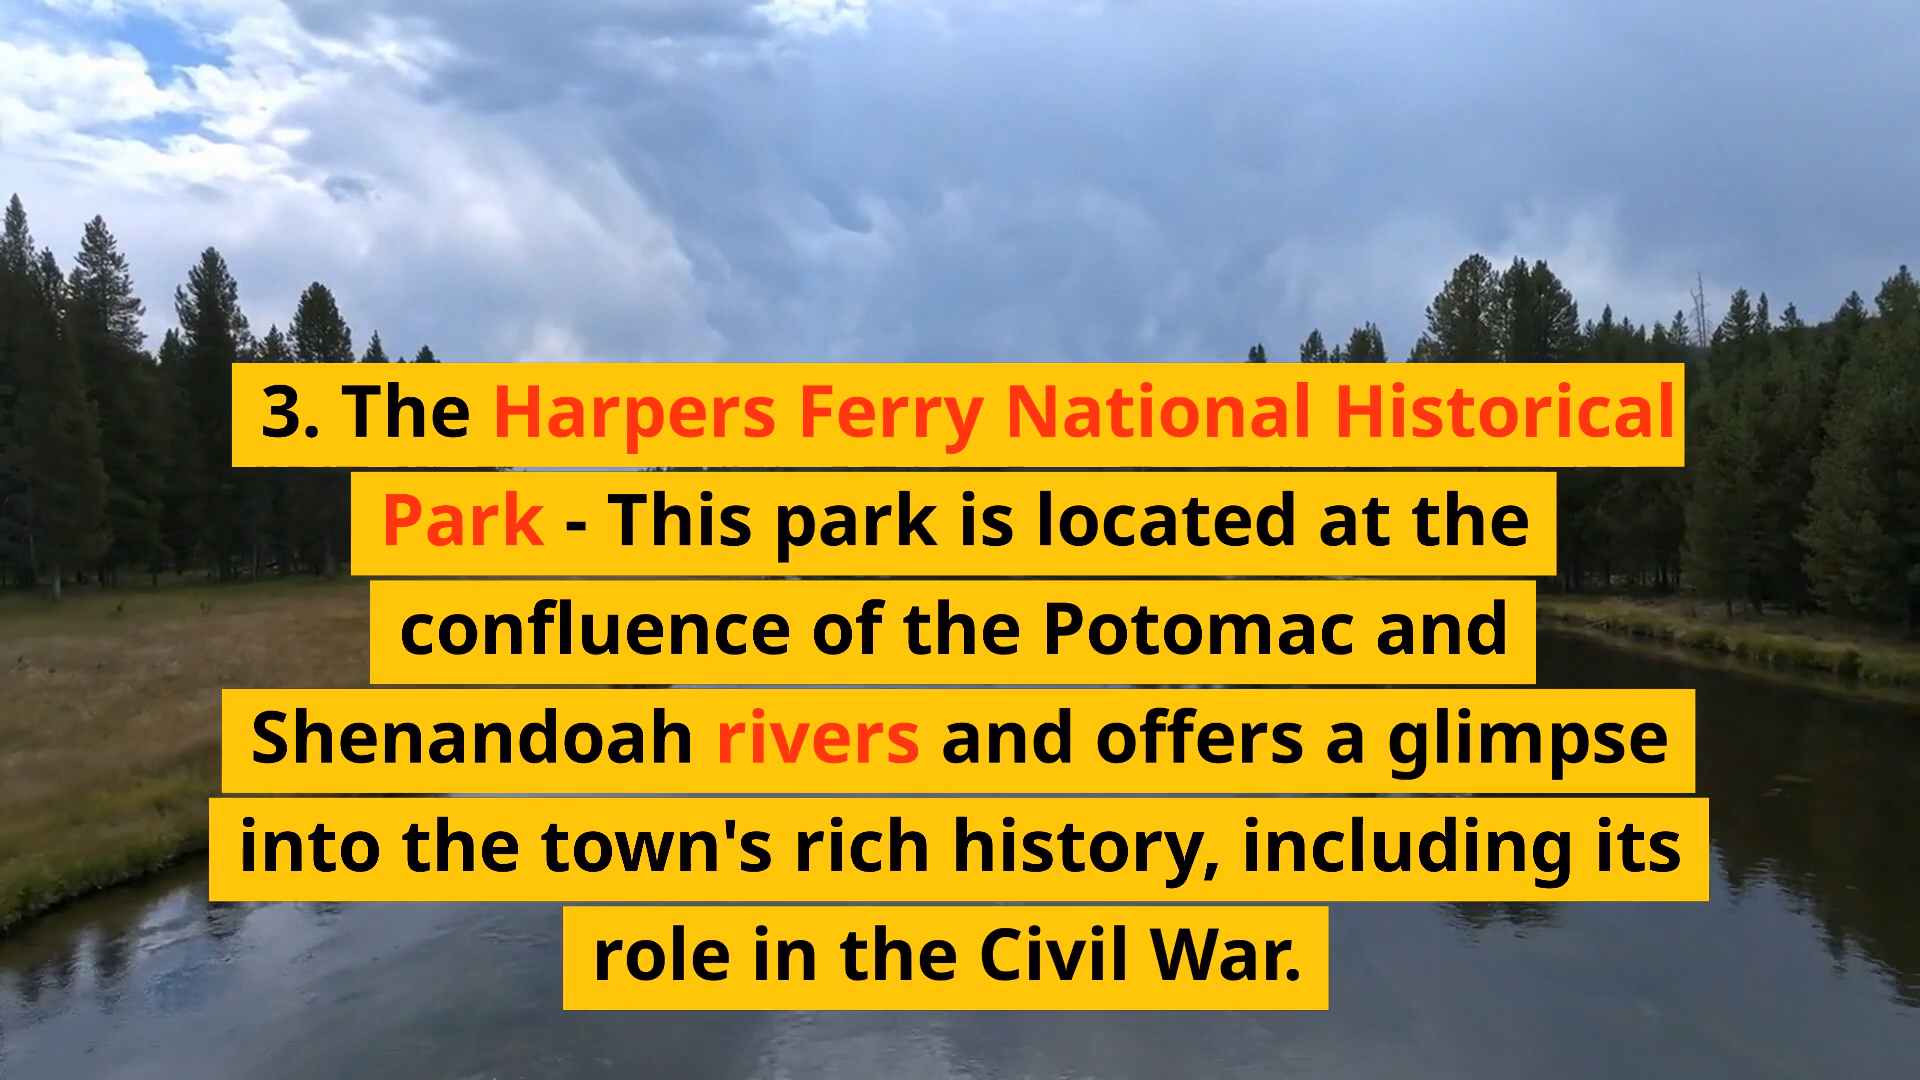 3. The Harpers Ferry National Historical
Park - This park is located at the
confluence of the Potomac and
Shenandoah rivers and offers a glimpse
into the town's rich history, including its
role in the Civil War.